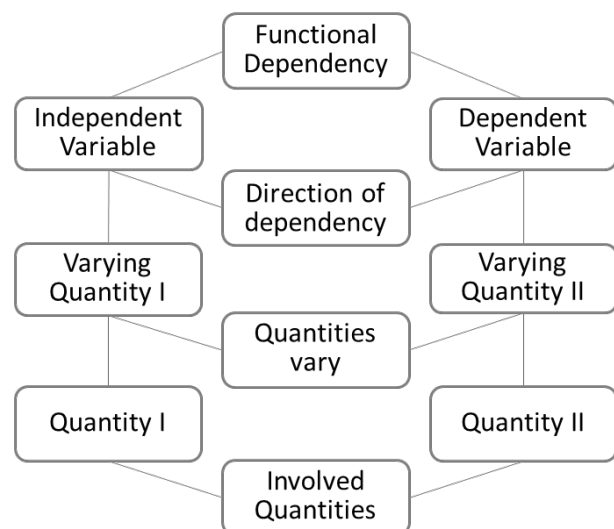 Functional
Dependency
Independent
Variable
Dependent
Variable
Direction of
dependency
Varying
Quantity I
Varying
Quantity II
Quantities
vary
Quantity I
Quantity II
Involved
Quantities